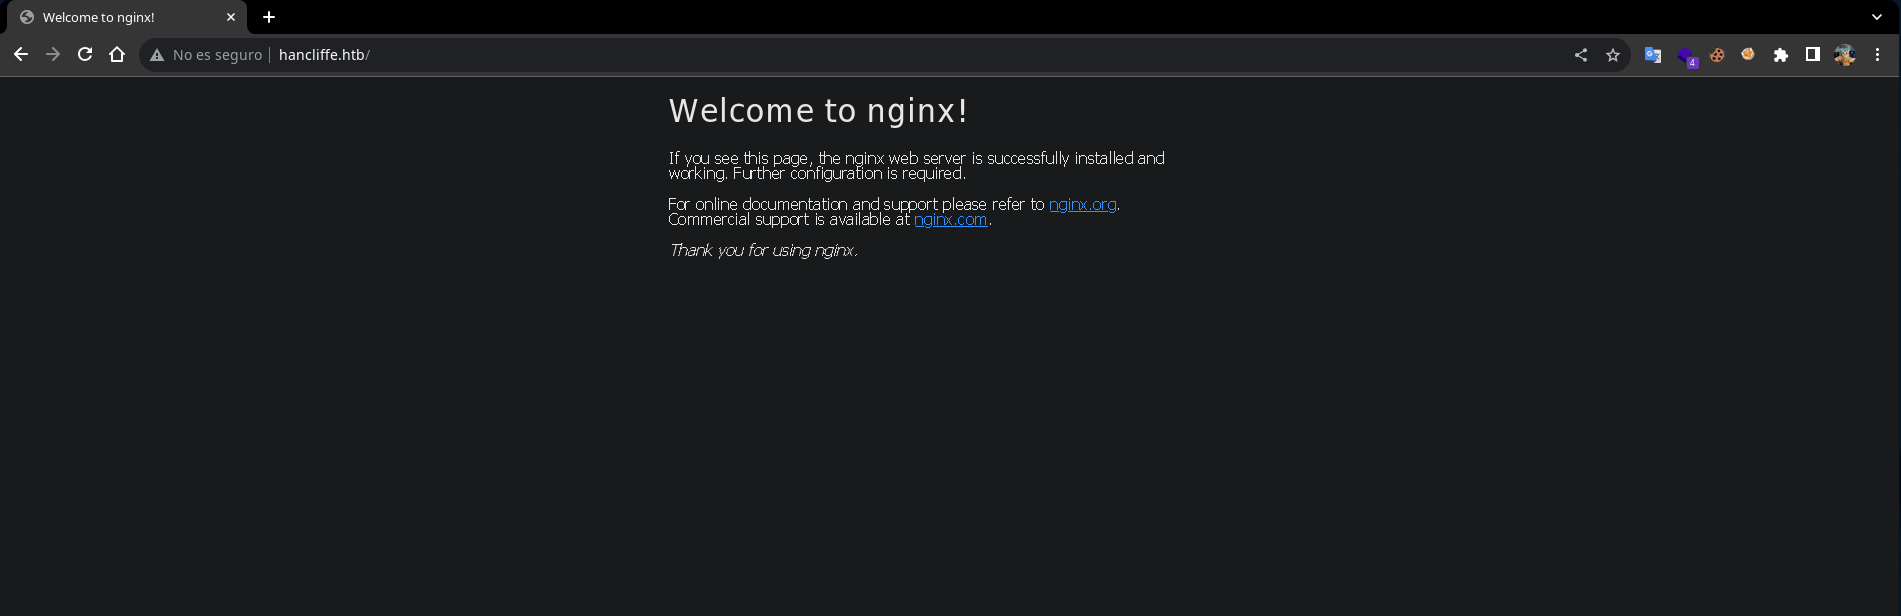 Welcome to nginx!
No es seguro | hancliffe.htb/
4
Welcome to nginx!
If you see this page, the nginx web server is successfully installed and
working. Further configuration is required.
For online documentation and support please refer to nginx.org.
Commercial support is available at nginx.com.
Thank you for using nginx.